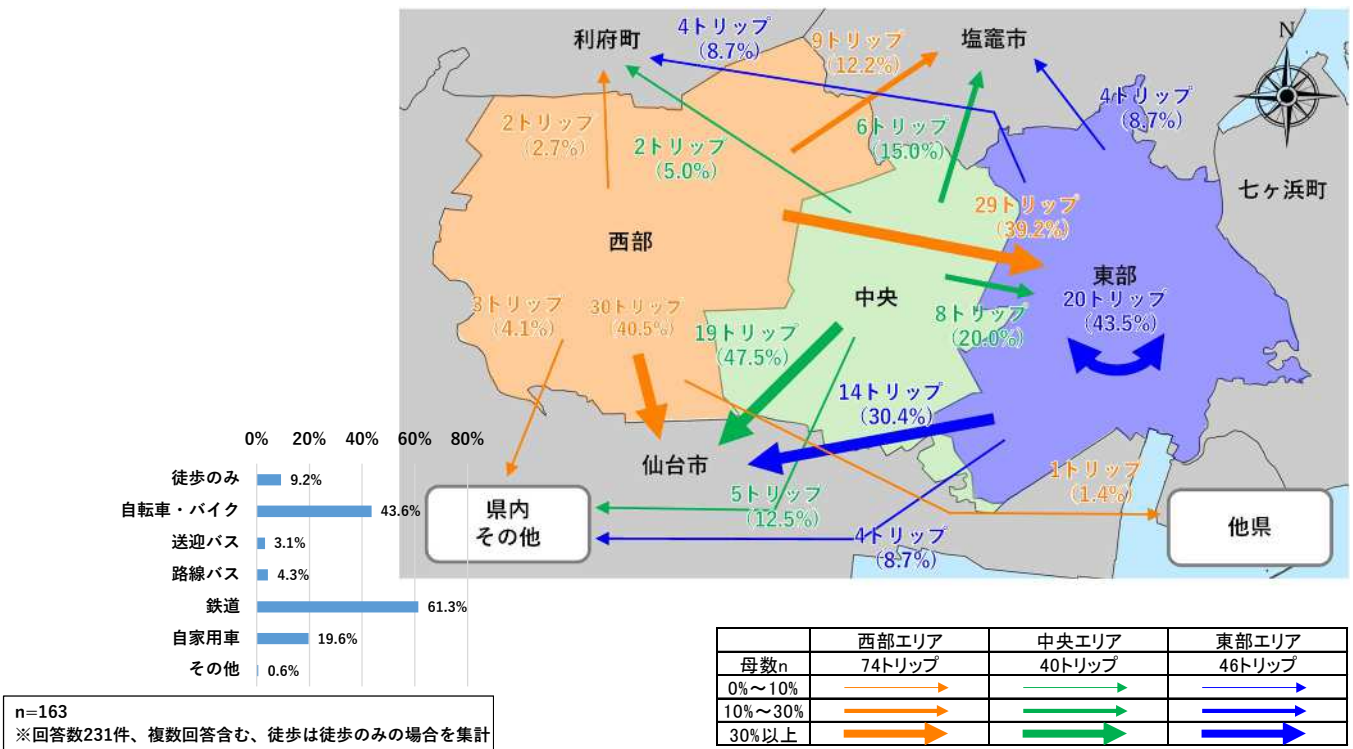 利府町
4トリップ
(8.7%)
9トリップ
(12.2%)
塩竈市
N
2トリップ
(2.7%)
2トリップ
(5.0%)
6トリップ
(15.0%)
4トリップ
(8.7%)
七ヶ浜町
29トリップ
(39.2%)
西部
中央
東部
20トリップ
(43.5%)
3トリップ
(4.1%)
30トリップ
(40.5%)
19トリップ
(47.5%)
8トリップ
(20.0%)
14トリップ
(30.4%)
仙台市
1トリップ
(1.4%)
5トリップ
(12.5%)
4トリップ
(8.7%)
県内
その他
他県
0% 20% 40% 60% 80%
徒歩のみ 9.2%
自転車・バイク 43.6%
送迎バス 3.1%
路線バス 4.3%
鉄道 61.3%
自家用車 19.6%
その他 0.6%
n=163
※回答数231件、複数回答含む、徒歩は徒歩のみの場合を集計
西部エリア 中央エリア 東部エリア
母数n 74トリップ 40トリップ 46トリップ
0%～10%
10%～30%
30%以上